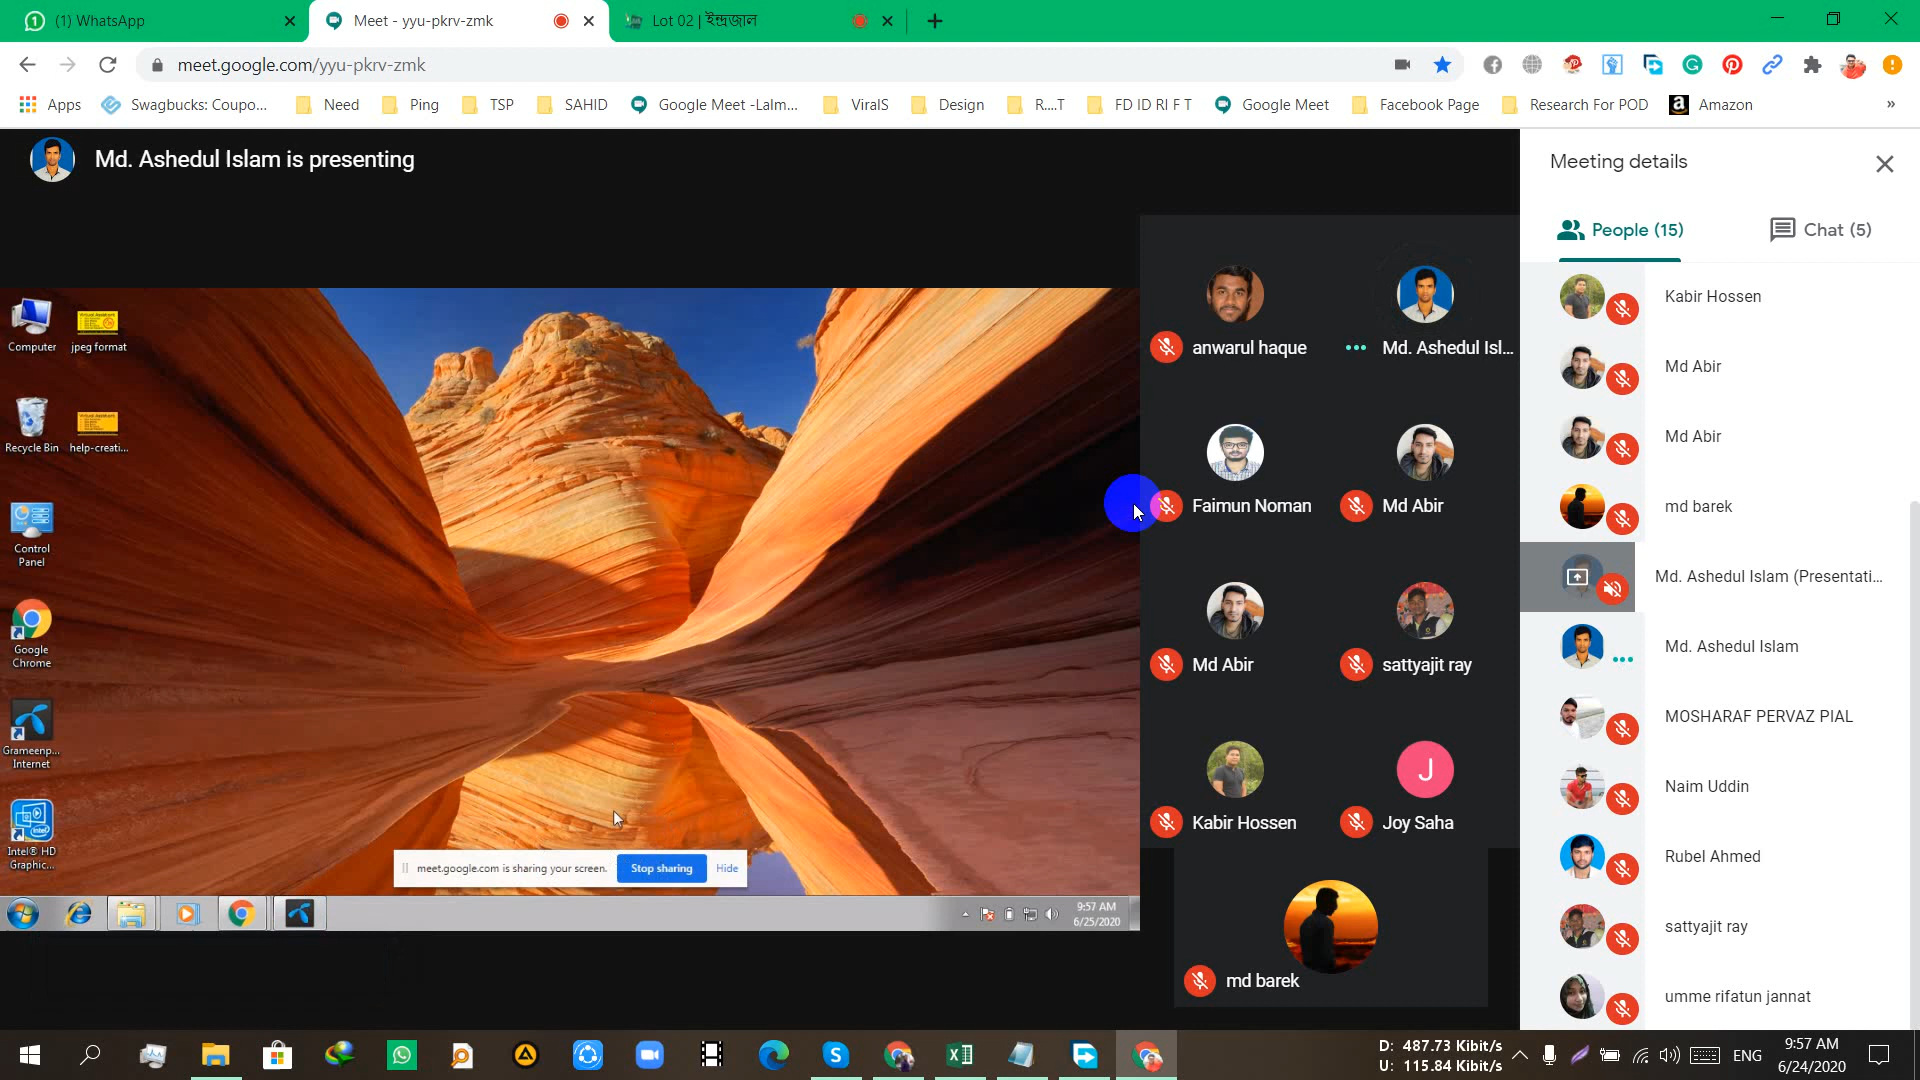 (1) WhatsApp
Meet - yyu-pkrv-zmk
Lot 02 | ইন্দ্রজাল
meet.google.com/yyu-pkrv-zmk
Apps
Swagbucks: Coupo...
Need
Ping
TSP
SAHID
Google Meet -Lalm...
ViralS
Design
R....T
FD ID RI F T
Google Meet
Facebook Page
Research For POD
Amazon
»
Md. Ashedul Islam is presenting
Computer
jpeg format
Recycle Bin
help-creati...
Control
Panel
Google
Chrome
Grameenp...
Internet
Intel® HD
Graphic...
meet.google.com is sharing your screen.
Stop sharing
Hide
9:57 AM
6/25/2020
anwarul haque
Md. Ashedul Isl...
Faimun Noman
Md Abir
Md Abir
sattyajit ray
Kabir Hossen
J
Joy Saha
md barek
Meeting details
People (15)
Chat (5)
Kabir Hossen
Md Abir
Md Abir
md barek
Md. Ashedul Islam (Presentati...
Md. Ashedul Islam
MOSHARAF PERVAZ PIAL
Naim Uddin
Rubel Ahmed
sattyajit ray
umme rifatun jannat
D: 487.73 Kibit/s
U: 115.84 Kibit/s
ENG
9:57 AM
6/24/2020